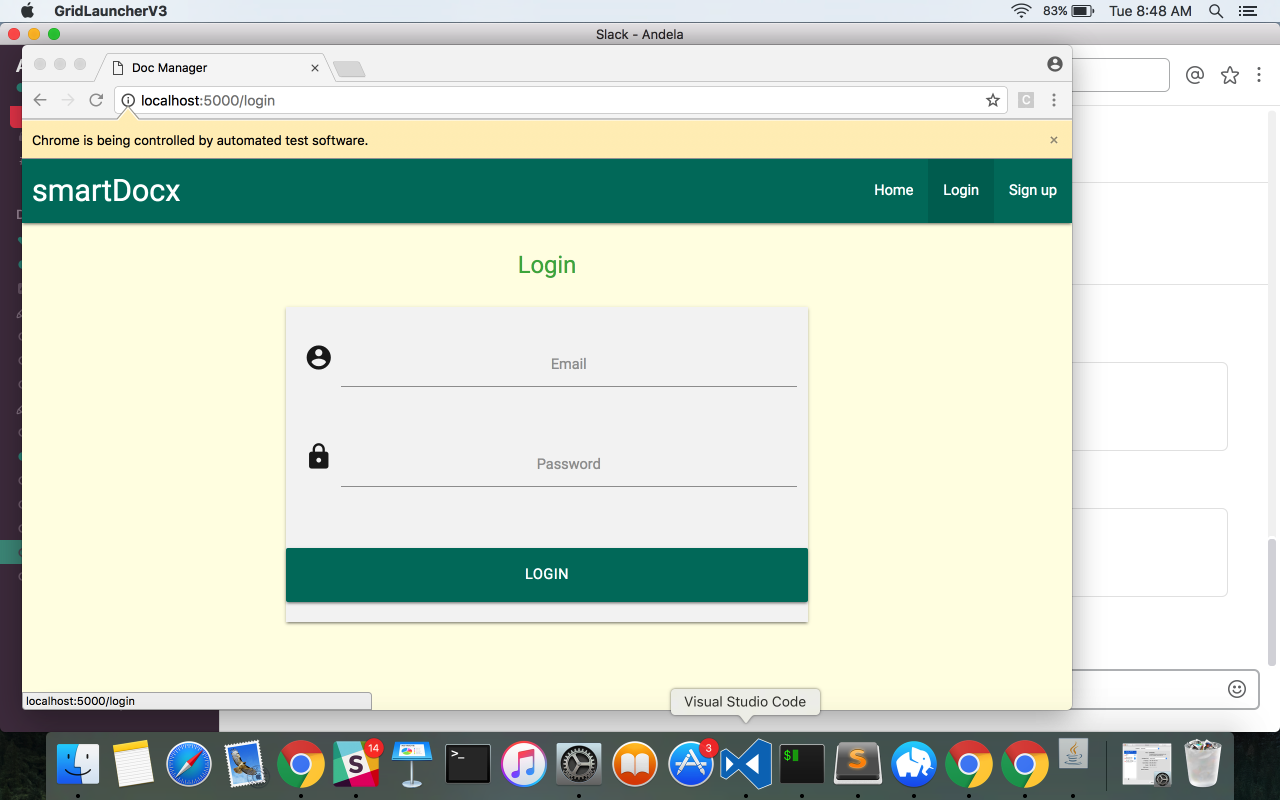 GridLauncherV3
83%
Tue 8:48 AM
Slack - Andela
Doc Manager
localhost:5000/login
C
Chrome is being controlled by automated test software.
smartDocx
Home
Login
Sign up
Login
Email
Password
LOGIN
localhost:5000/login
Visual Studio Code
14
3
>_
S
$
S